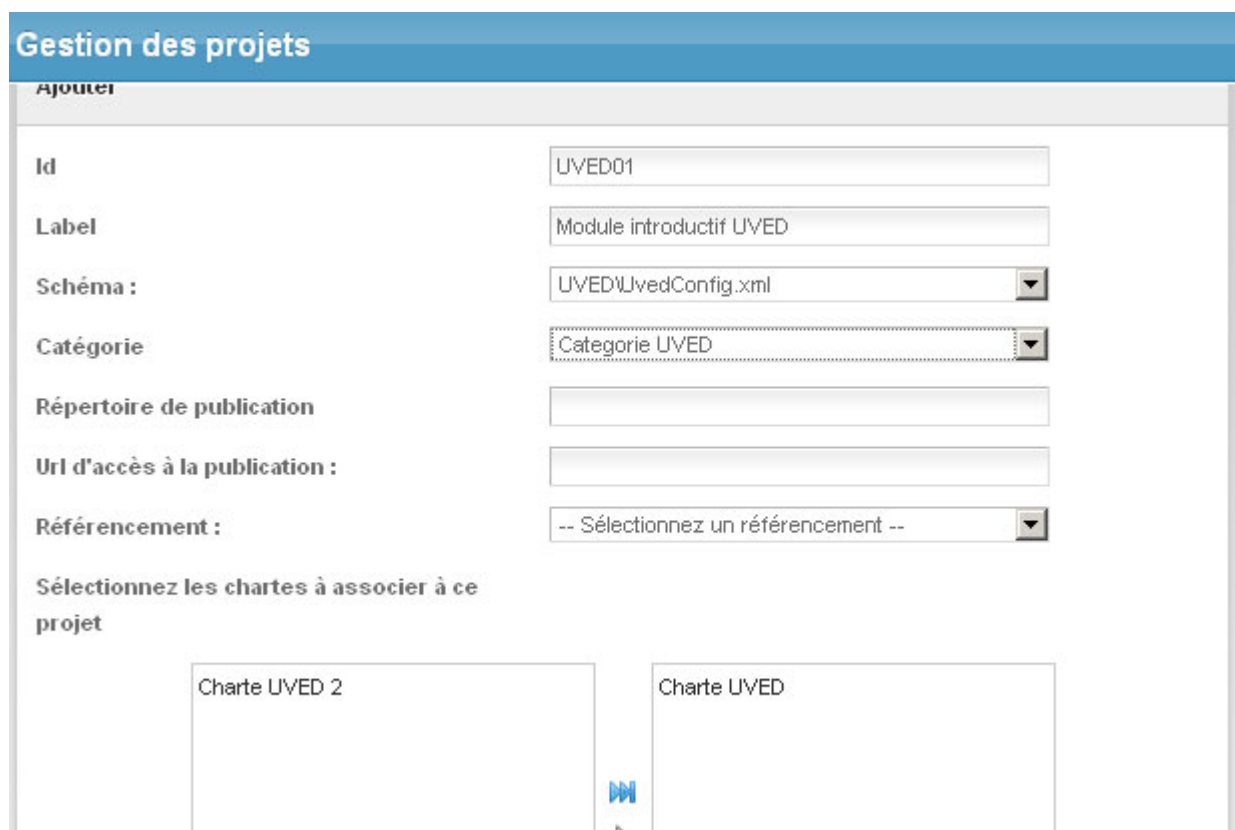 Gestion des projets
Ajouter
Id
UVED01
Label
Module introductif UVED
Schéma :
UVED\UvedConfig.xml
Catégorie
Categorie UVED
Répertoire de publication
Url d'accès à la publication :
Référencement :
-- Sélectionnez un référencement --
Sélectionnez les chartes à associer à ce
projet
Charte UVED 2
Charte UVED